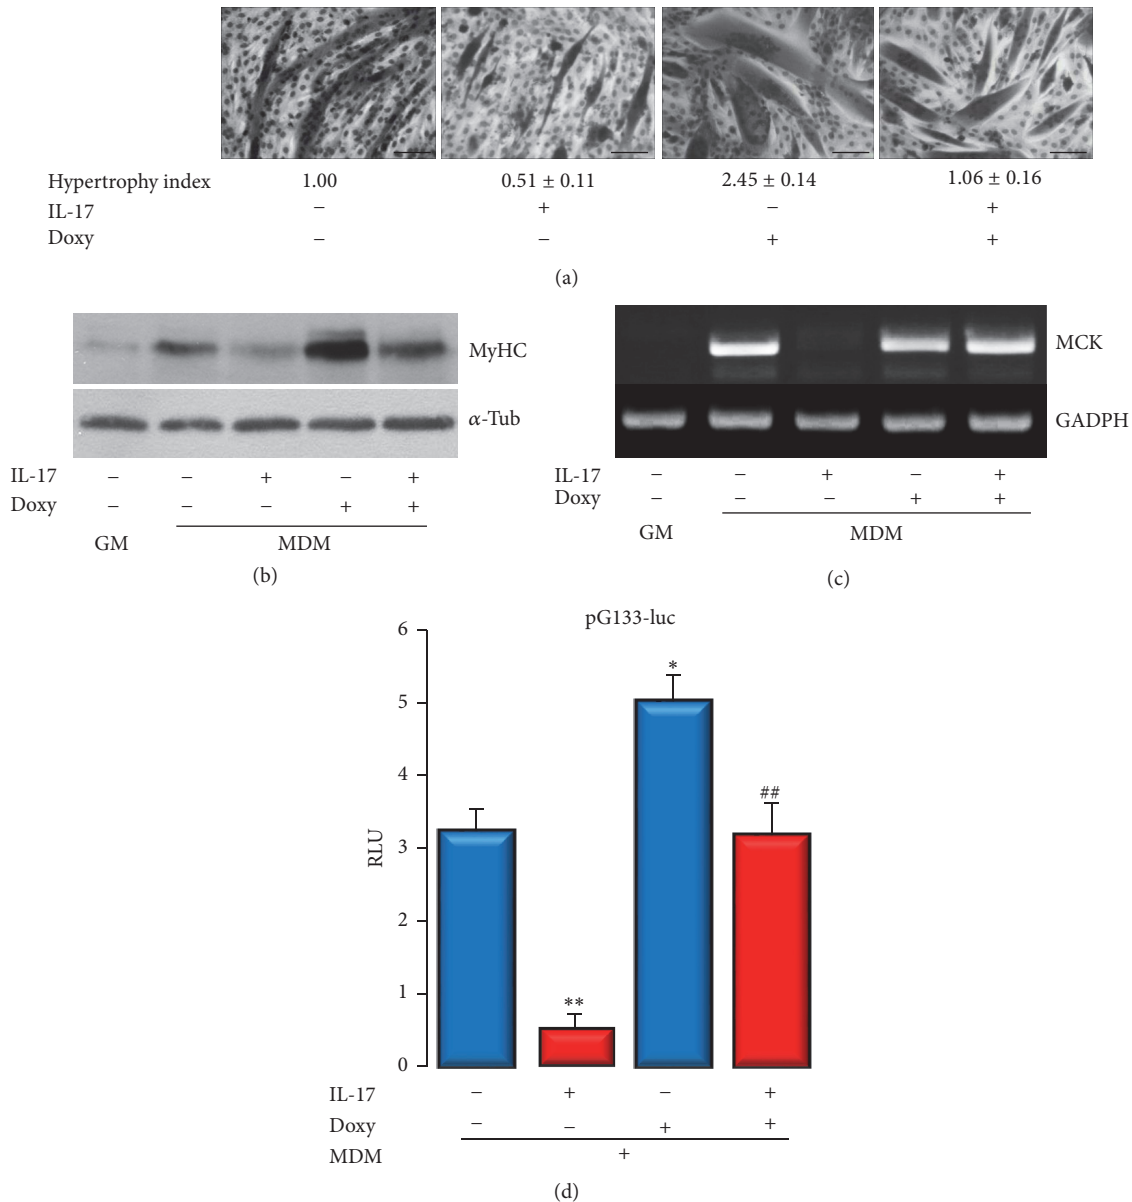 Hypertrophy index 1.00 0.51 ± 0.11 2.45 ± 0.14 1.06 ± 0.16
IL-17 − + − +
Doxy − − + +
(a)
MyHC
α-Tub
IL-17 − − + − +
Doxy − − − + +
GM MDM
(b)
MCK
GADPH
IL-17 − − + − +
Doxy − − − + +
GM MDM
(c)
pG133-luc
6
5
4
3
2
1
0
RLU
**
*
##
IL-17 − + − +
Doxy − − + +
MDM +
(d)